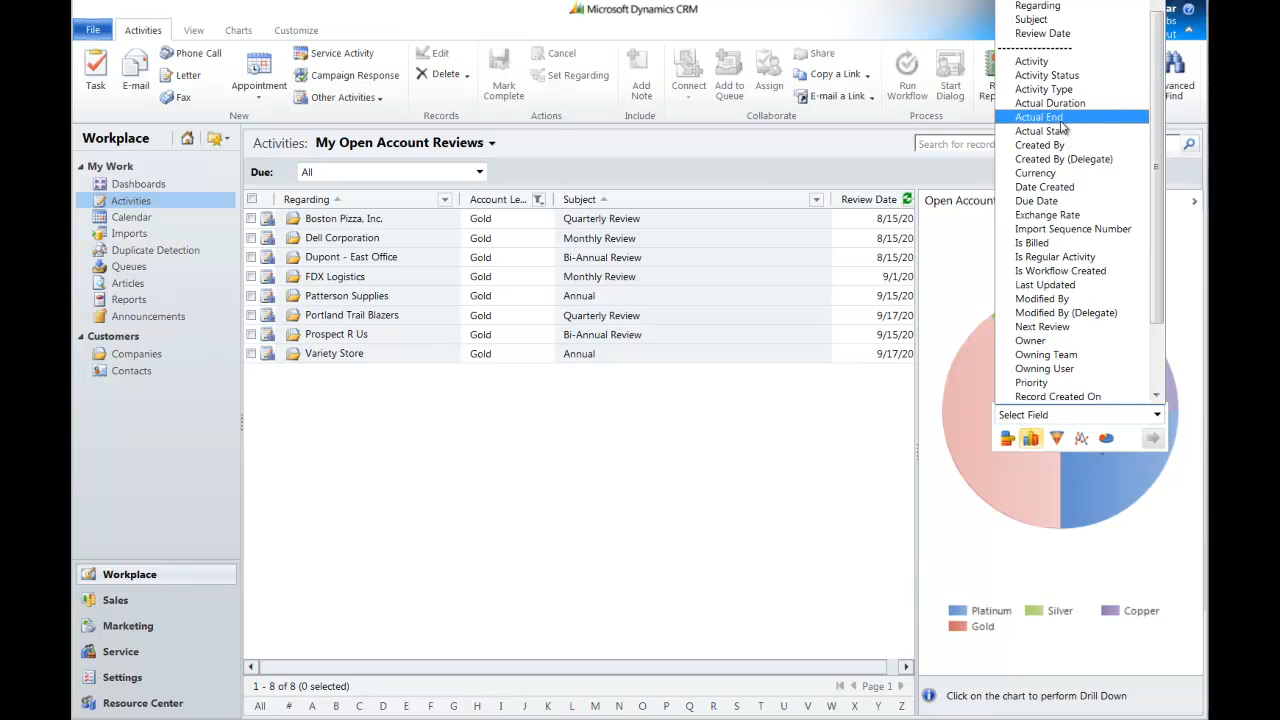 Microsoft Dynamics CRM
File
Activities
View
Charts
Customize
Task
E-mail
Phone Call
Letter
Fax
Appointment
Service Activity
Campaign Response
Other Activities
New
Edit
Delete
Records
Mark Complete
Cancel
Set Regarding
Actions
Add Note
Include
Connect
Add to Queue
Assign
Share
Copy a Link
E-mail a Link
Collaborate
Run Workflow
Start Dialog
Process
Find
Workplace
My Work
Dashboards
Activities
Calendar
Imports
Duplicate Detection
Queues
Articles
Reports
Announcements
Customers
Companies
Contacts
Workplace
Sales
Marketing
Service
Settings
Resource Center
Activities: My Open Account Reviews
Search for record
Due: All
Regarding Account Le... Subject Review Date
Boston Pizza, Inc. Gold Quarterly Review 8/15/20
Dell Corporation Gold Monthly Review 8/15/20
Dupont - East Office Gold Bi-Annual Review 8/15/20
FDX Logistics Gold Monthly Review 9/1/20
Patterson Supplies Gold Annual 9/15/20
Portland Trail Blazers Gold Quarterly Review 9/17/20
Prospect R Us Gold Bi-Annual Review 9/15/20
Variety Store Gold Annual 9/17/20
1 - 8 of 8 (0 selected)
Page 1
All # A B C D E F G H I J K L M N O P Q R S T U V W X Y Z
Regarding
Subject
Review Date
Activity
Activity Status
Activity Type
Actual Duration
Actual End
Actual Start
Created By
Created By (Delegate)
Currency
Date Created
Due Date
Exchange Rate
Import Sequence Number
Is Billed
Is Regular Activity
Is Workflow Created
Last Updated
Modified By
Modified By (Delegate)
Next Review
Owner
Owning Team
Owning User
Priority
Record Created On
Select Field
Open Accoun
Platinum
Silver
Copper
Gold
Click on the chart to perform Drill Down